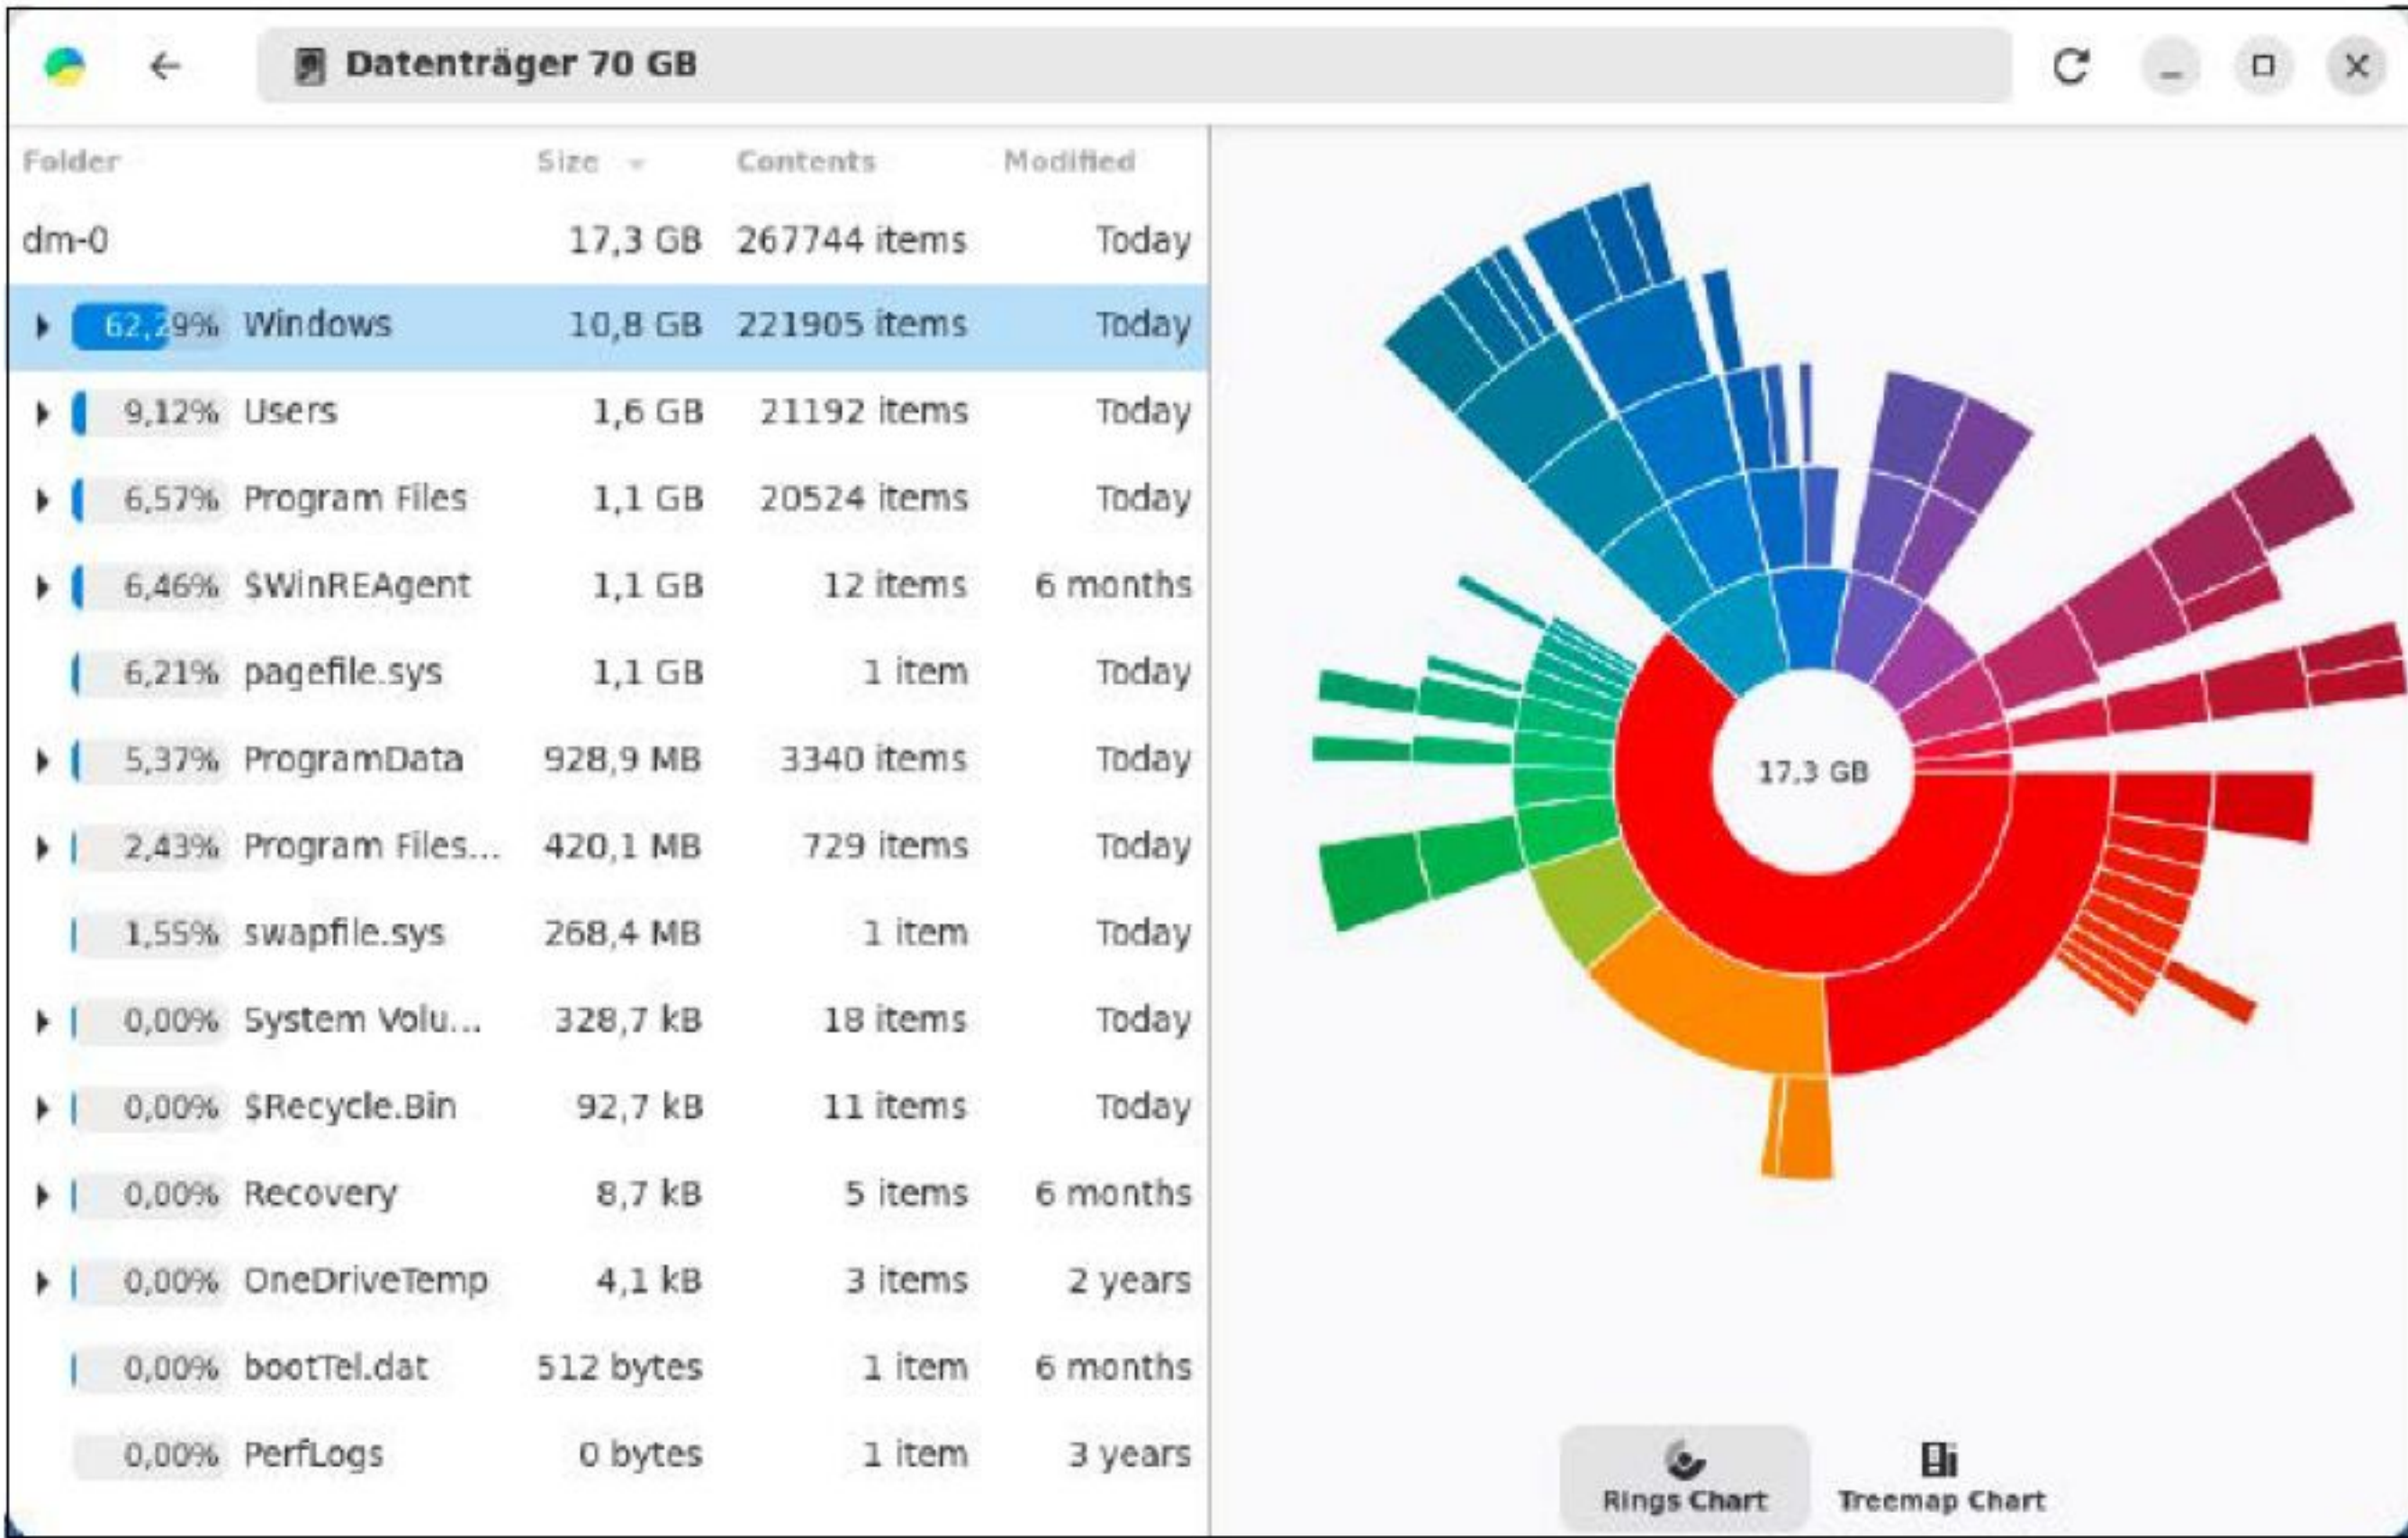 Datenträger 70 GB
Folder Size Contents Modified
dm-0 17,3 GB 267744 items Today
62,29% Windows 10,8 GB 221905 items Today
9,12% Users 1,6 GB 21192 items Today
6,57% Program Files 1,1 GB 20524 items Today
6,46% $WinREAgent 1,1 GB 12 items 6 months
6,21% pagefile.sys 1,1 GB 1 item Today
5,37% ProgramData 928,9 MB 3340 items Today
2,43% Program Files... 420,1 MB 729 items Today
1,55% swapfile.sys 268,4 MB 1 item Today
0,00% System Volu... 328,7 kB 18 items Today
0,00% $Recycle.Bin 92,7 kB 11 items Today
0,00% Recovery 8,7 kB 5 items 6 months
0,00% OneDriveTemp 4,1 kB 3 items 2 years
0,00% bootTel.dat 512 bytes 1 item 6 months
0,00% PerfLogs 0 bytes 1 item 3 years
17,3 GB
Rings Chart Treemap Chart